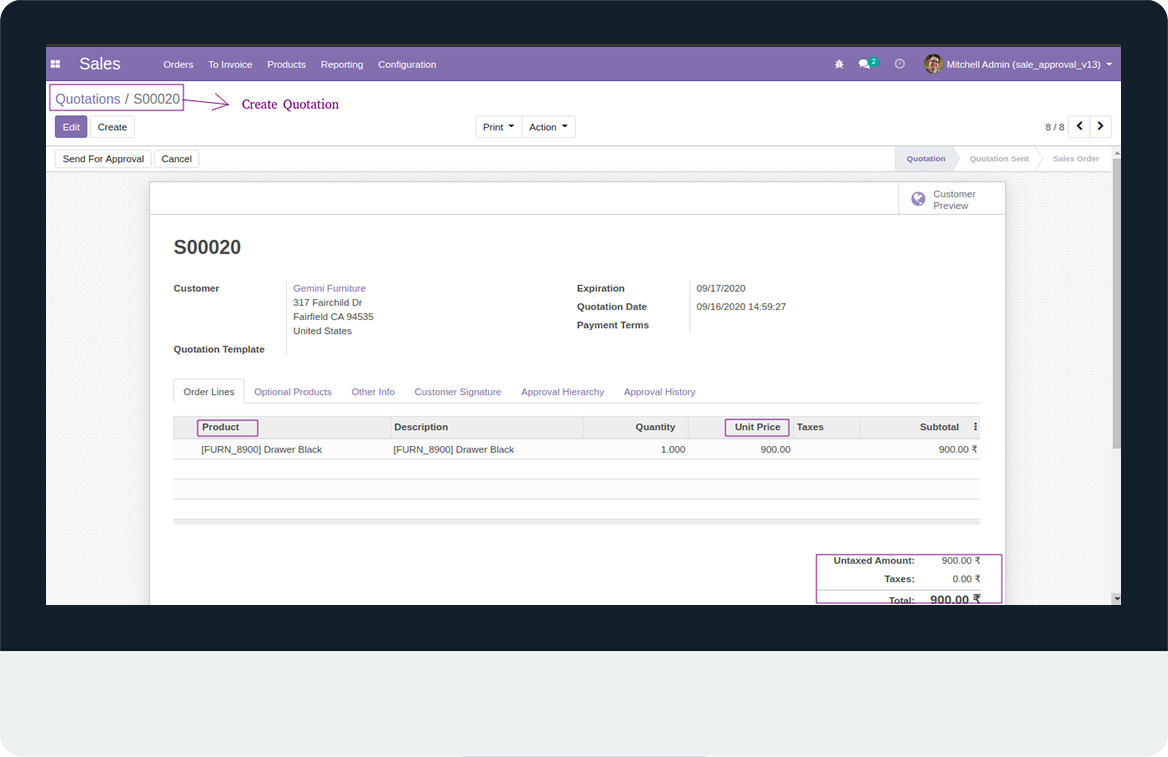 Sales Orders To Invoice Products Reporting Configuration 2 Mitchell Admin (sale_approval_v13)
Quotations / S00020 Create Quotation
Edit Create Print Action 8 / 8
Send For Approval Cancel Quotation Quotation Sent Sales Order
Customer
Preview
S00020
Customer Gemini Furniture Expiration 09/17/2020
317 Fairchild Dr Quotation Date 09/16/2020 14:59:27
Fairfield CA 94535 Payment Terms
United States
Quotation Template
Order Lines Optional Products Other Info Customer Signature Approval Hierarchy Approval History
Product Description Quantity Unit Price Taxes Subtotal
[FURN_8900] Drawer Black [FURN_8900] Drawer Black 1.000 900.00 900.00 ₹
Untaxed Amount: 900.00 ₹
Taxes: 0.00 ₹
Total: 900.00 ₹